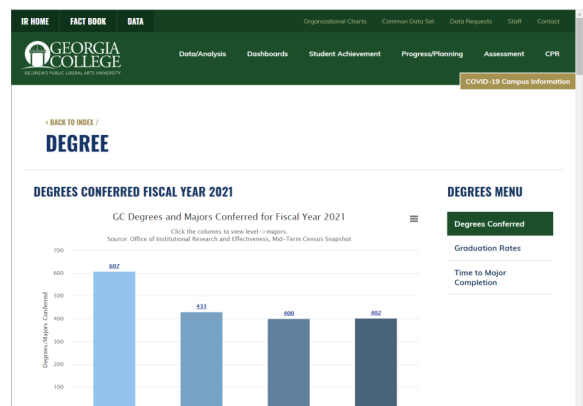 IR HOME FACT BOOK DATA Organizational Charts Common Data Set Data Requests Staff Contact
GEORGIA
COLLEGE
GEORGIA'S PUBLIC LIBERAL ARTS UNIVERSITY
Data/Analysis Dashboards Student Achievement Progress/Planning Assessment CPR
COVID-19 Campus Information
< BACK TO INDEX /
DEGREE
DEGREES CONFERRED FISCAL YEAR 2021
GC Degrees and Majors Conferred for Fiscal Year 2021
Click the columns to view level->majors.
Source: Office of Institutional Research and Effectiveness, Mid-Term Census Snapshot
Degrees/Majors Conferred
700
600
500
400
300
200
100
607
431
400
402
DEGREES MENU
Degrees Conferred
Graduation Rates
Time to Major
Completion